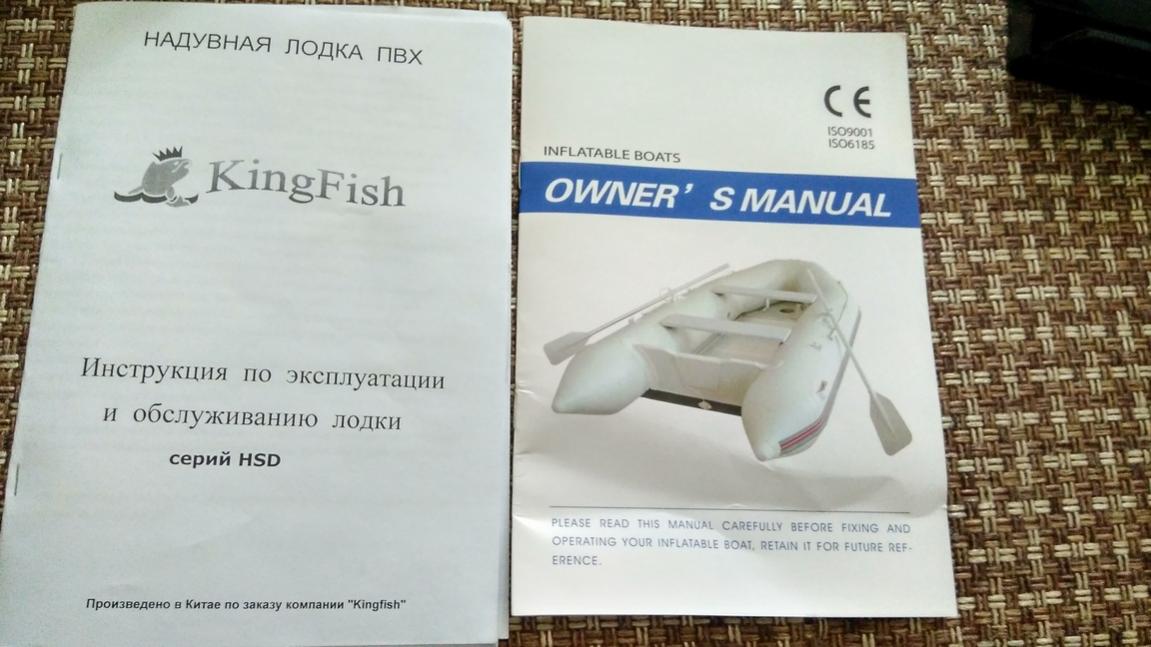 НАДУВНАЯ ЛОДКА ПВХ
KingFish
Инструкция по эксплуатации
и обслуживанию лодки
серий HSD
Произведено в Китае по заказу компании "Kingfish"
CE
ISO9001
ISO6185
INFLATABLE BOATS
OWNER' S MANUAL
PLEASE READ THIS MANUAL CAREFULLY BEFORE FIXING AND
OPERATING YOUR INFLATABLE BOAT, RETAIN IT FOR FUTURE REF-
ERENCE.